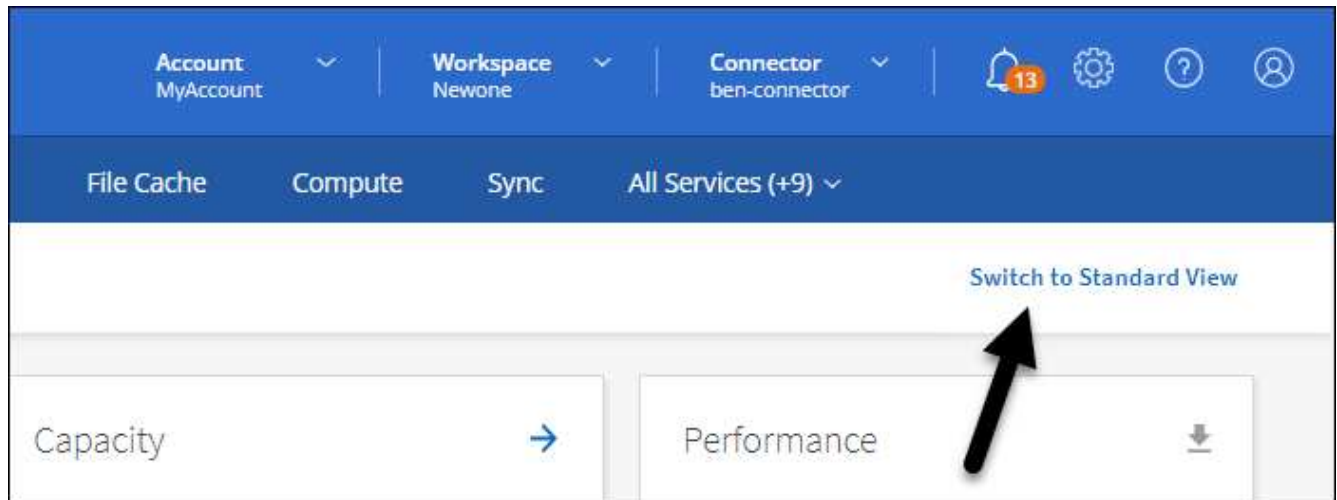 Account
MyAccount
Workspace
Newone
Connector
ben-connector
13
File Cache
Compute
Sync
All Services (+9)
Switch to Standard View
Capacity
Performance